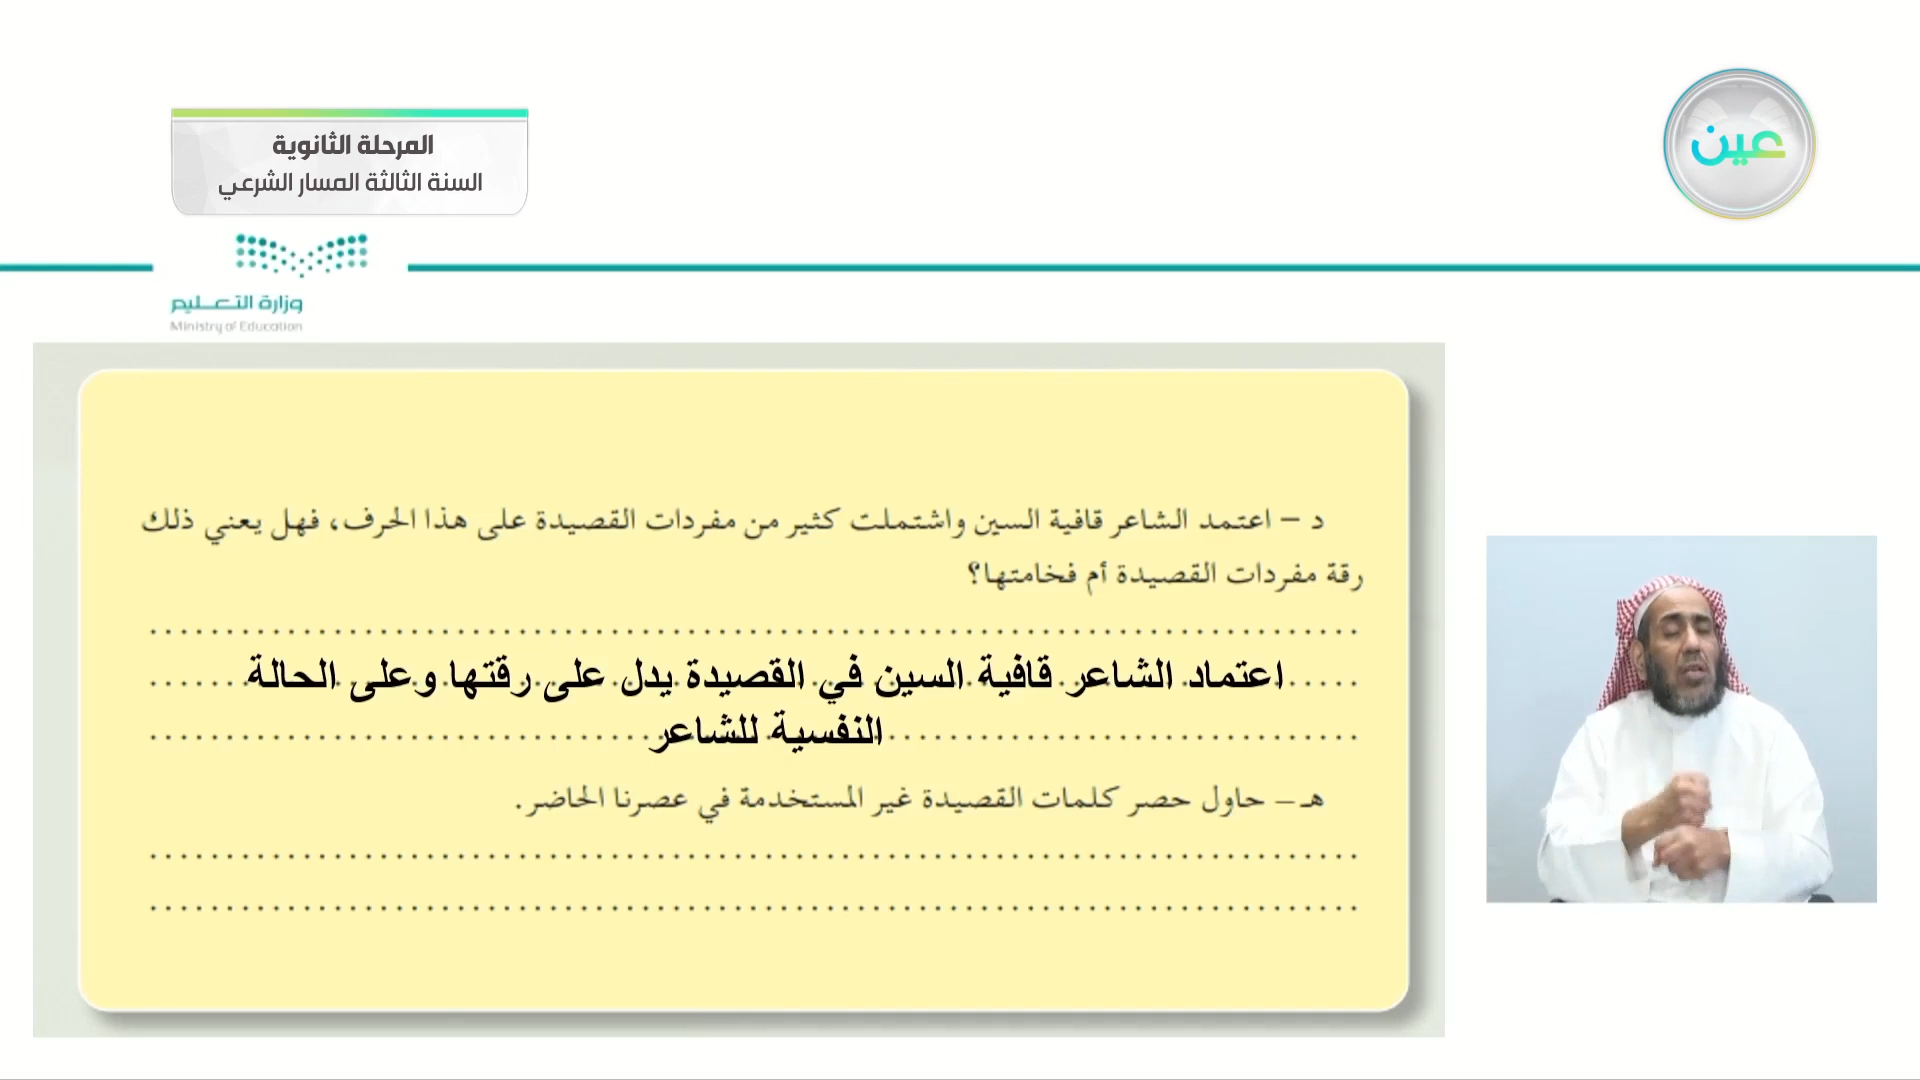 المرحلة الثانوية
السنة الثالثة المسار الشرعي
عين
وزارة التعـــليم
Ministry of Education
د – اعتمد الشاعر قافية السين واشتملت كثير من مفردات القصيدة على هذا الحرف، فهل يعني ذلك
رقة مفردات القصيدة أم فخامتها؟
اعتماد الشاعر قافية السين في القصيدة يدل على رقتها وعلى الحالة
النفسية للشاعر
هـ – حاول حصر كلمات القصيدة غير المستخدمة في عصرنا الحاضر.